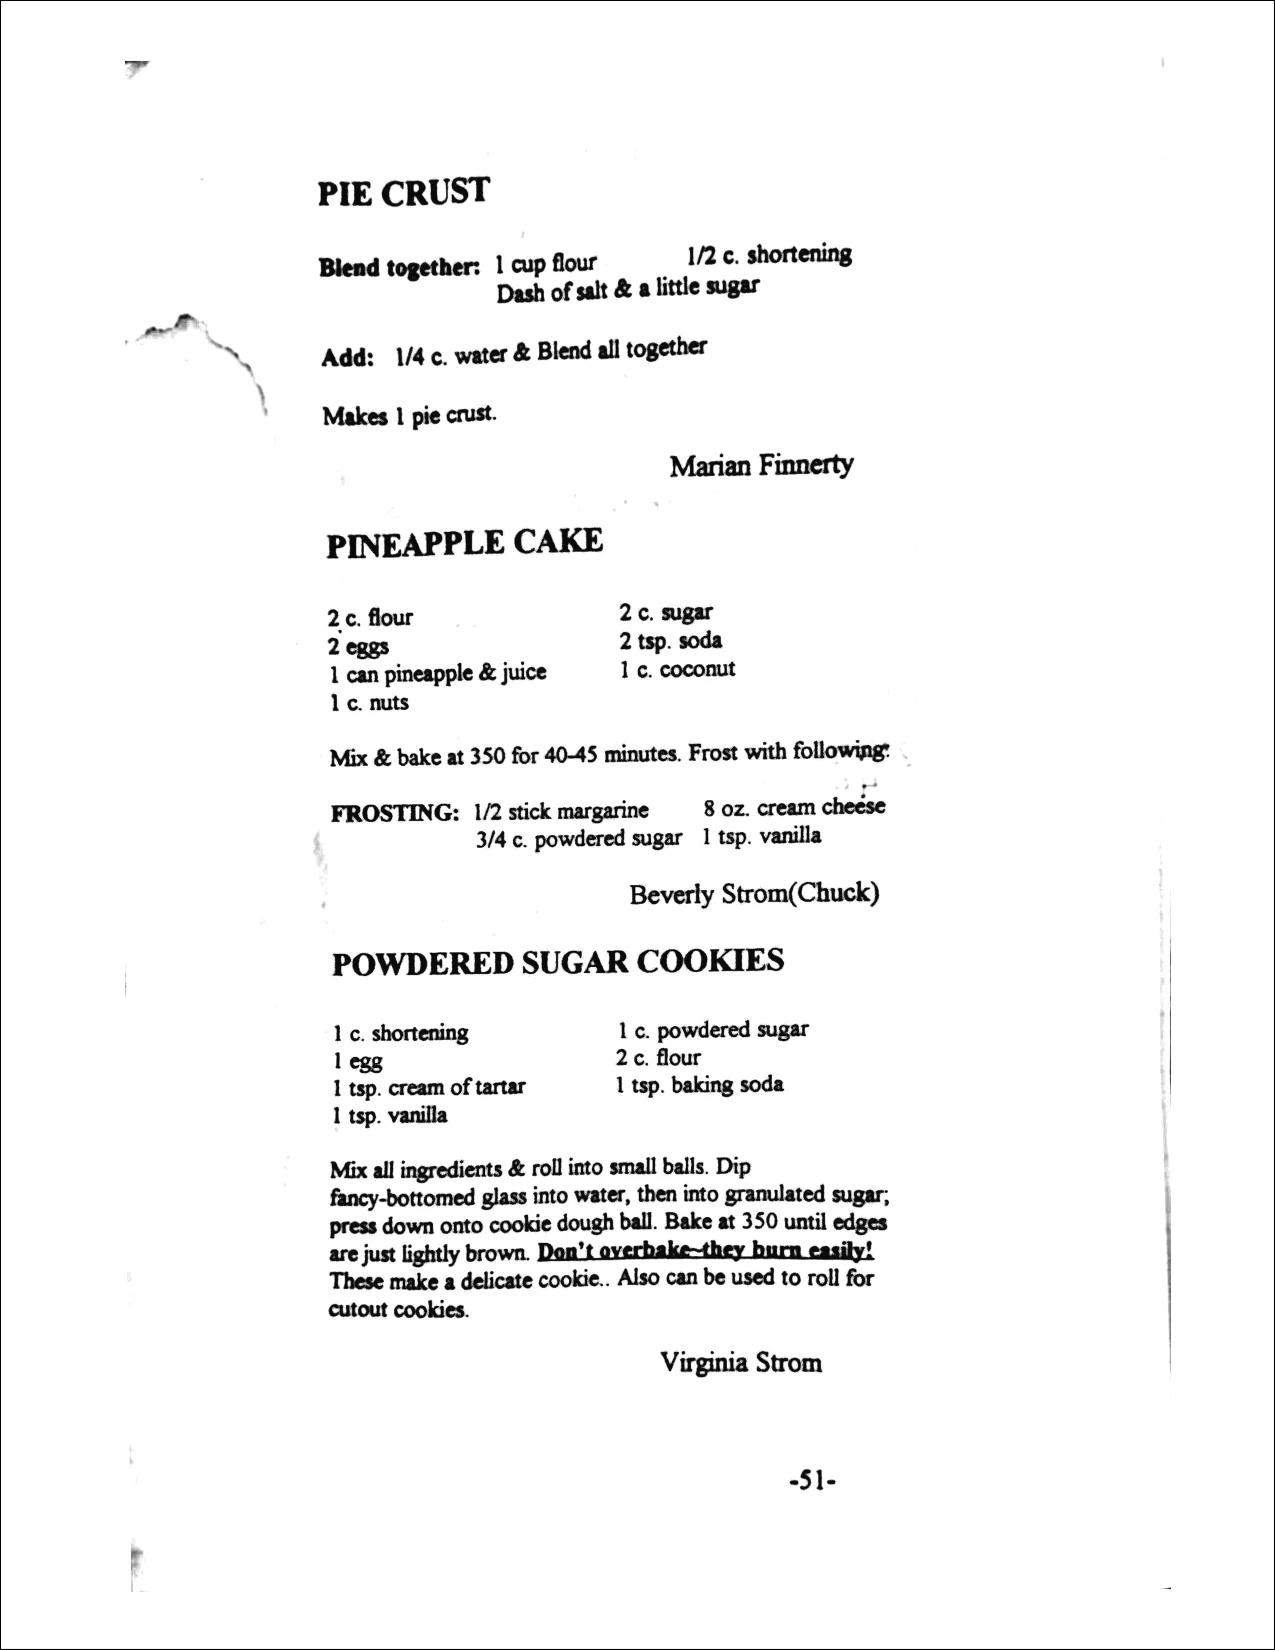 PIE CRUST
Blend together: 1 cup flour 1/2 c. shortening
Dash of salt & a little sugar
Add: 1/4 c. water & Blend all together
Makes 1 pie crust.
Marian Finnerty
PINEAPPLE CAKE
2 c. flour 2 c. sugar
2 eggs 2 tsp. soda
1 can pineapple & juice 1 c. coconut
1 c. nuts
Mix & bake at 350 for 40-45 minutes. Frost with following:
FROSTING: 1/2 stick margarine 8 oz. cream cheese
3/4 c. powdered sugar 1 tsp. vanilla
Beverly Strom(Chuck)
POWDERED SUGAR COOKIES
1 c. shortening 1 c. powdered sugar
1 egg 2 c. flour
1 tsp. cream of tartar 1 tsp. baking soda
1 tsp. vanilla
Mix all ingredients & roll into small balls. Dip
fancy-bottomed glass into water, then into granulated sugar;
press down onto cookie dough ball. Bake at 350 until edges
are just lightly brown. Don't overbake~they burn easily!
These make a delicate cookie.. Also can be used to roll for
cutout cookies.
Virginia Strom
-51-